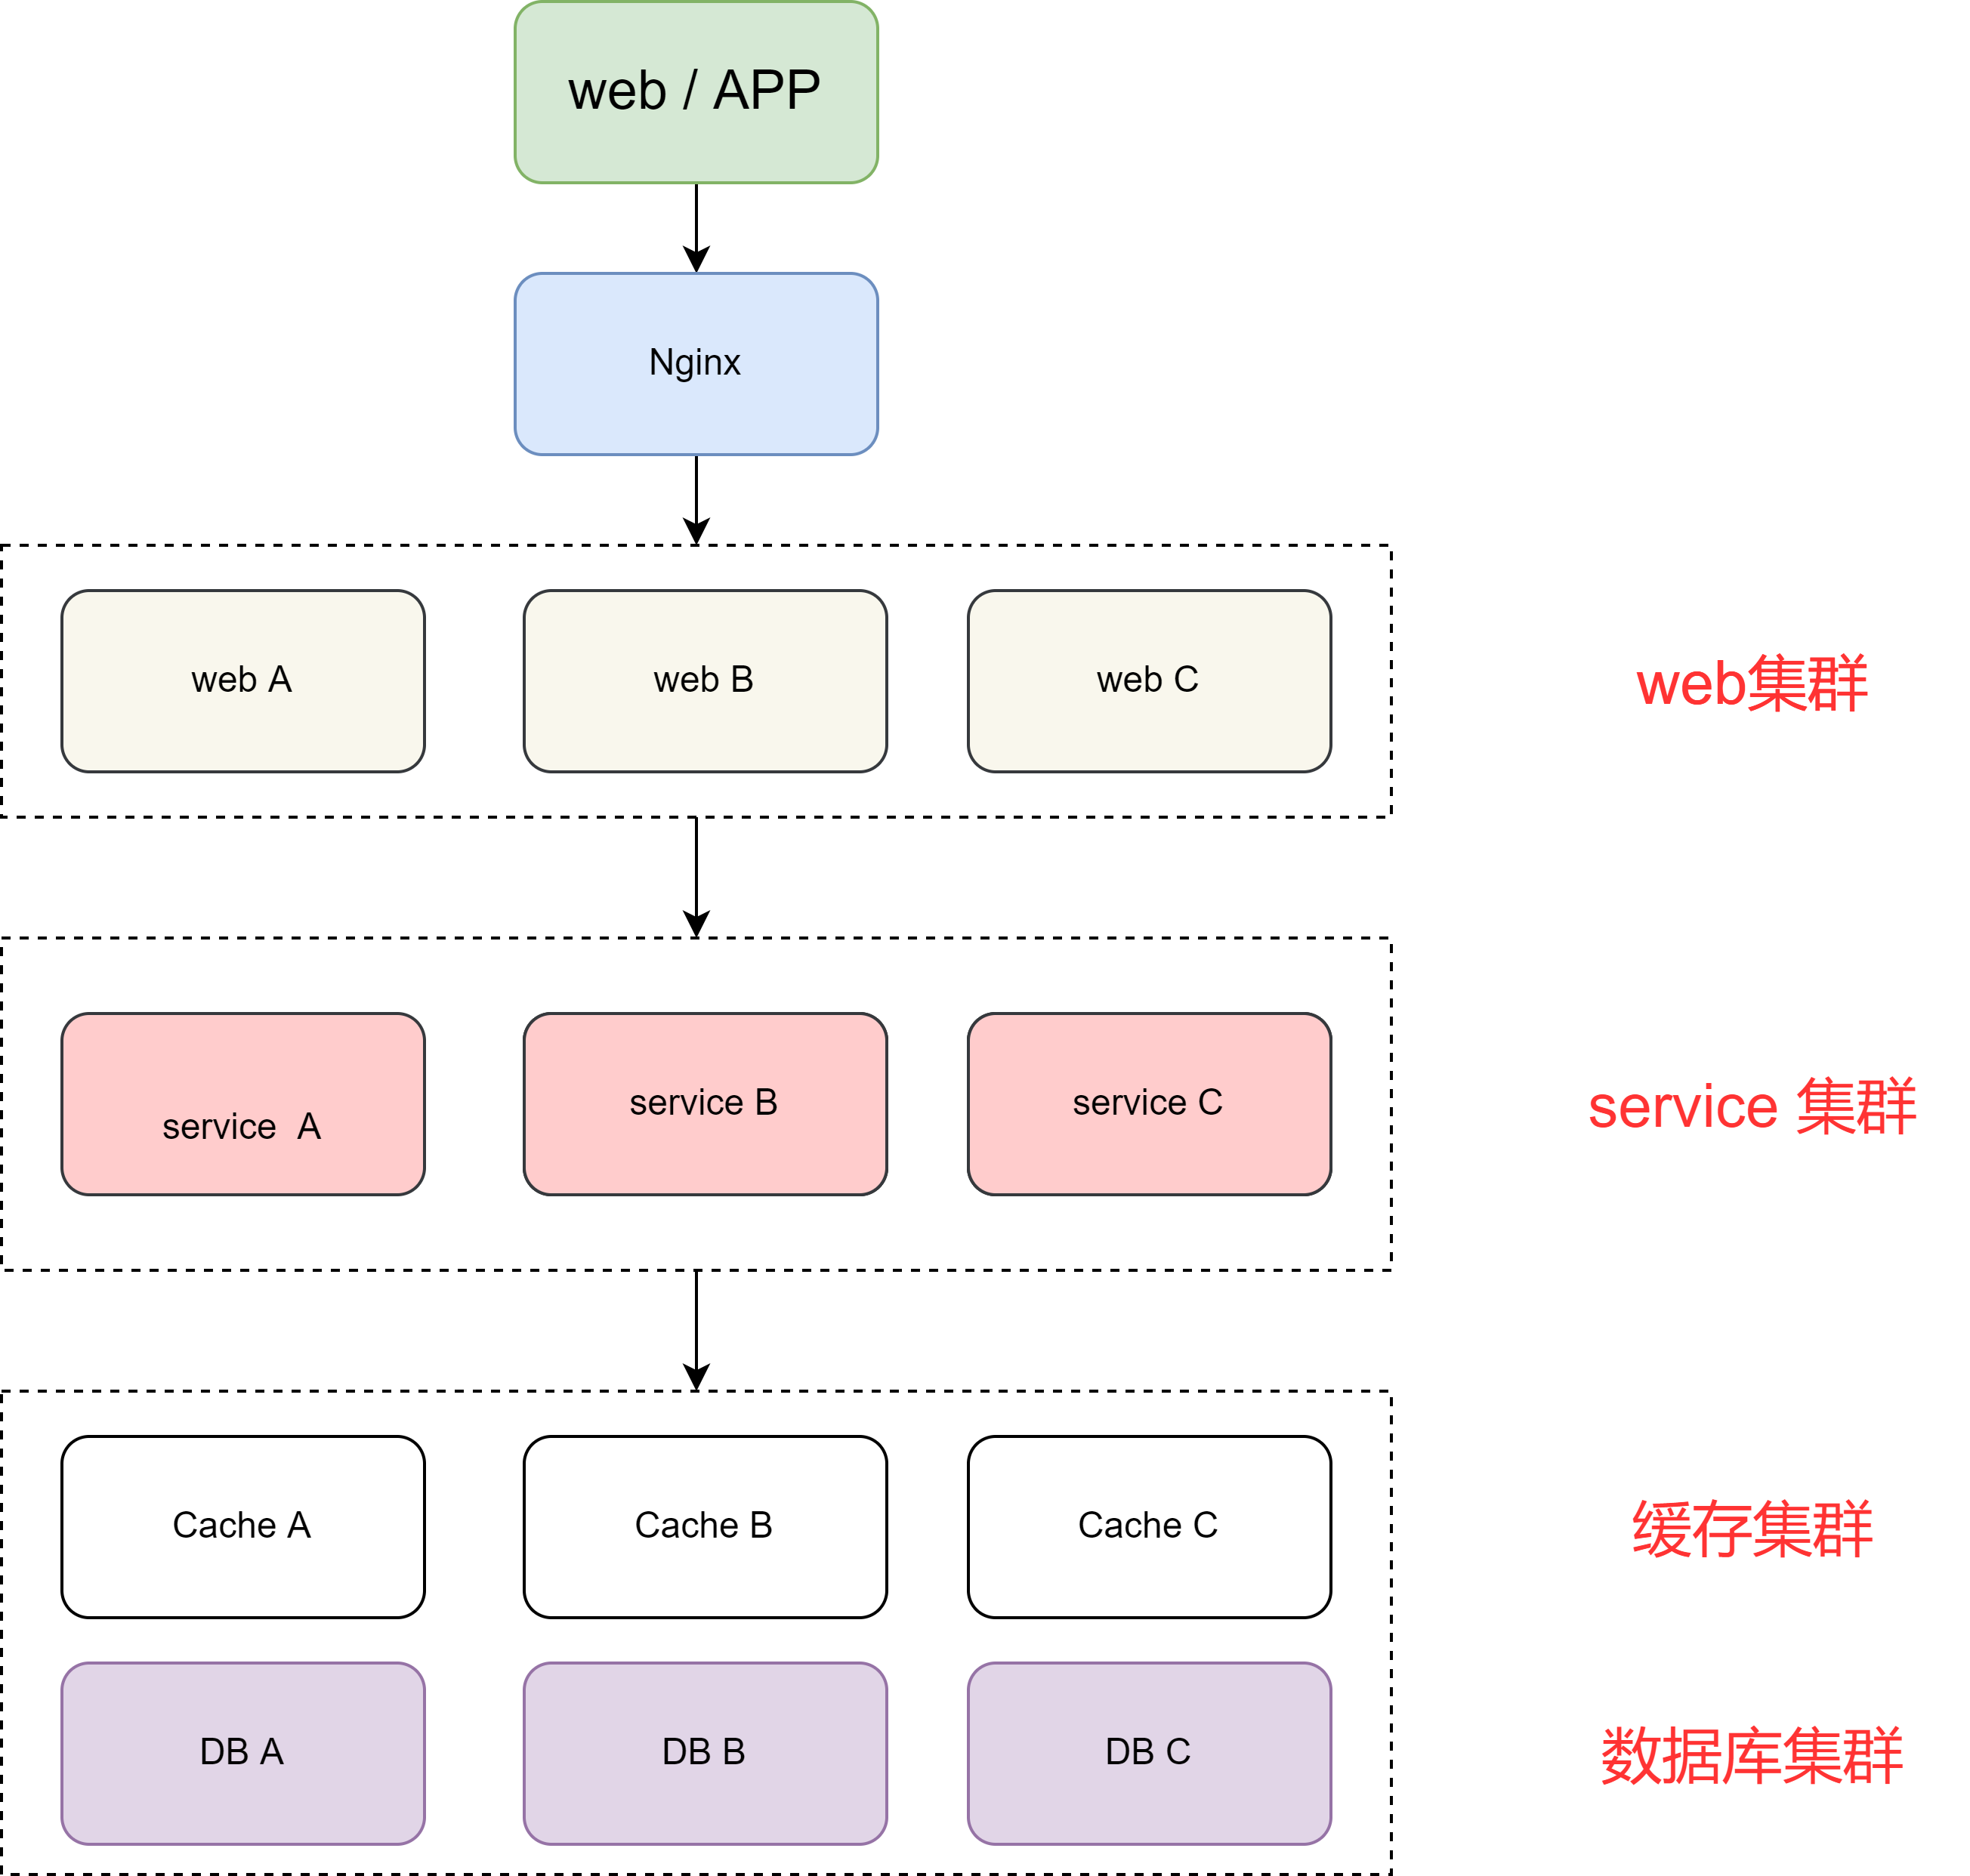 web / APP
Nginx
web A
web B
web C
web集群
service  A
service B
service C
service 集群
Cache A
Cache B
Cache C
缓存集群
DB A
DB B
DB C
数据库集群